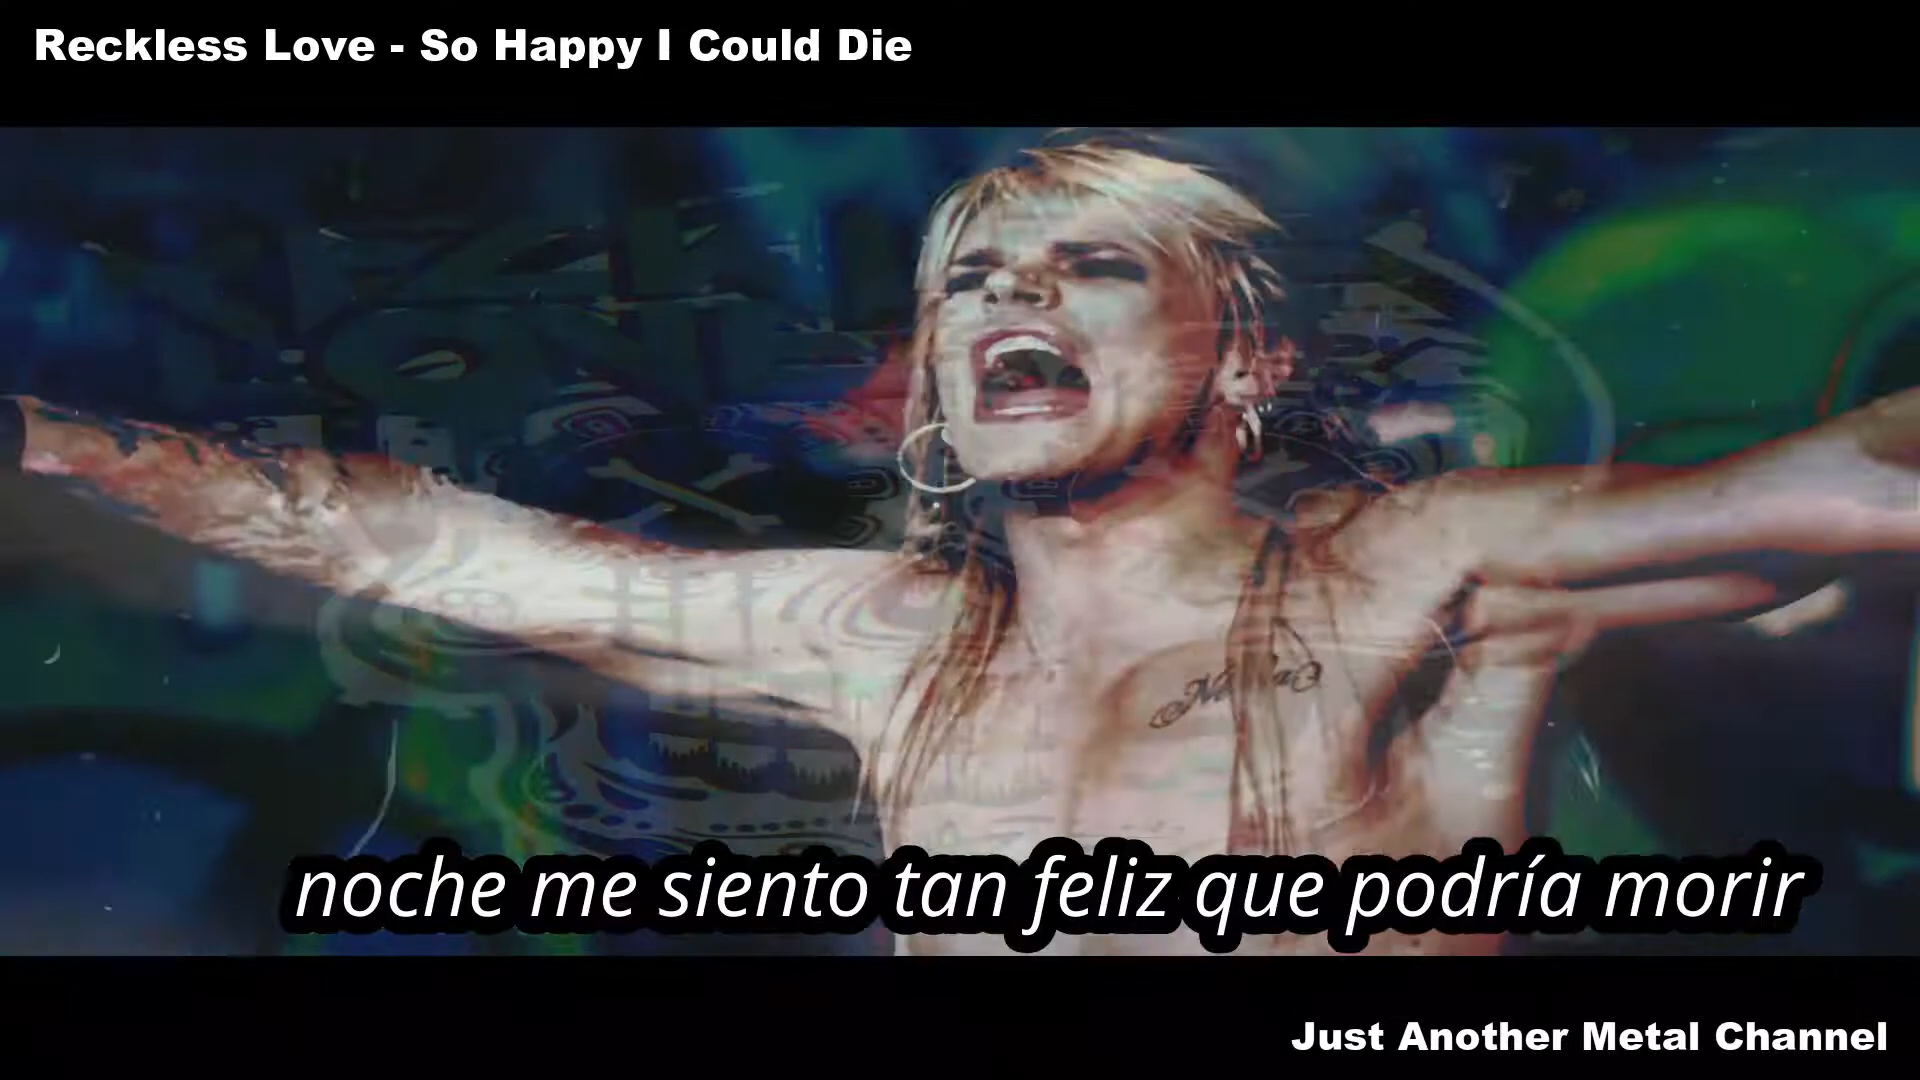 Reckless Love - So Happy I Could Die
noche me siento tan feliz que podría morir
Just Another Metal Channel